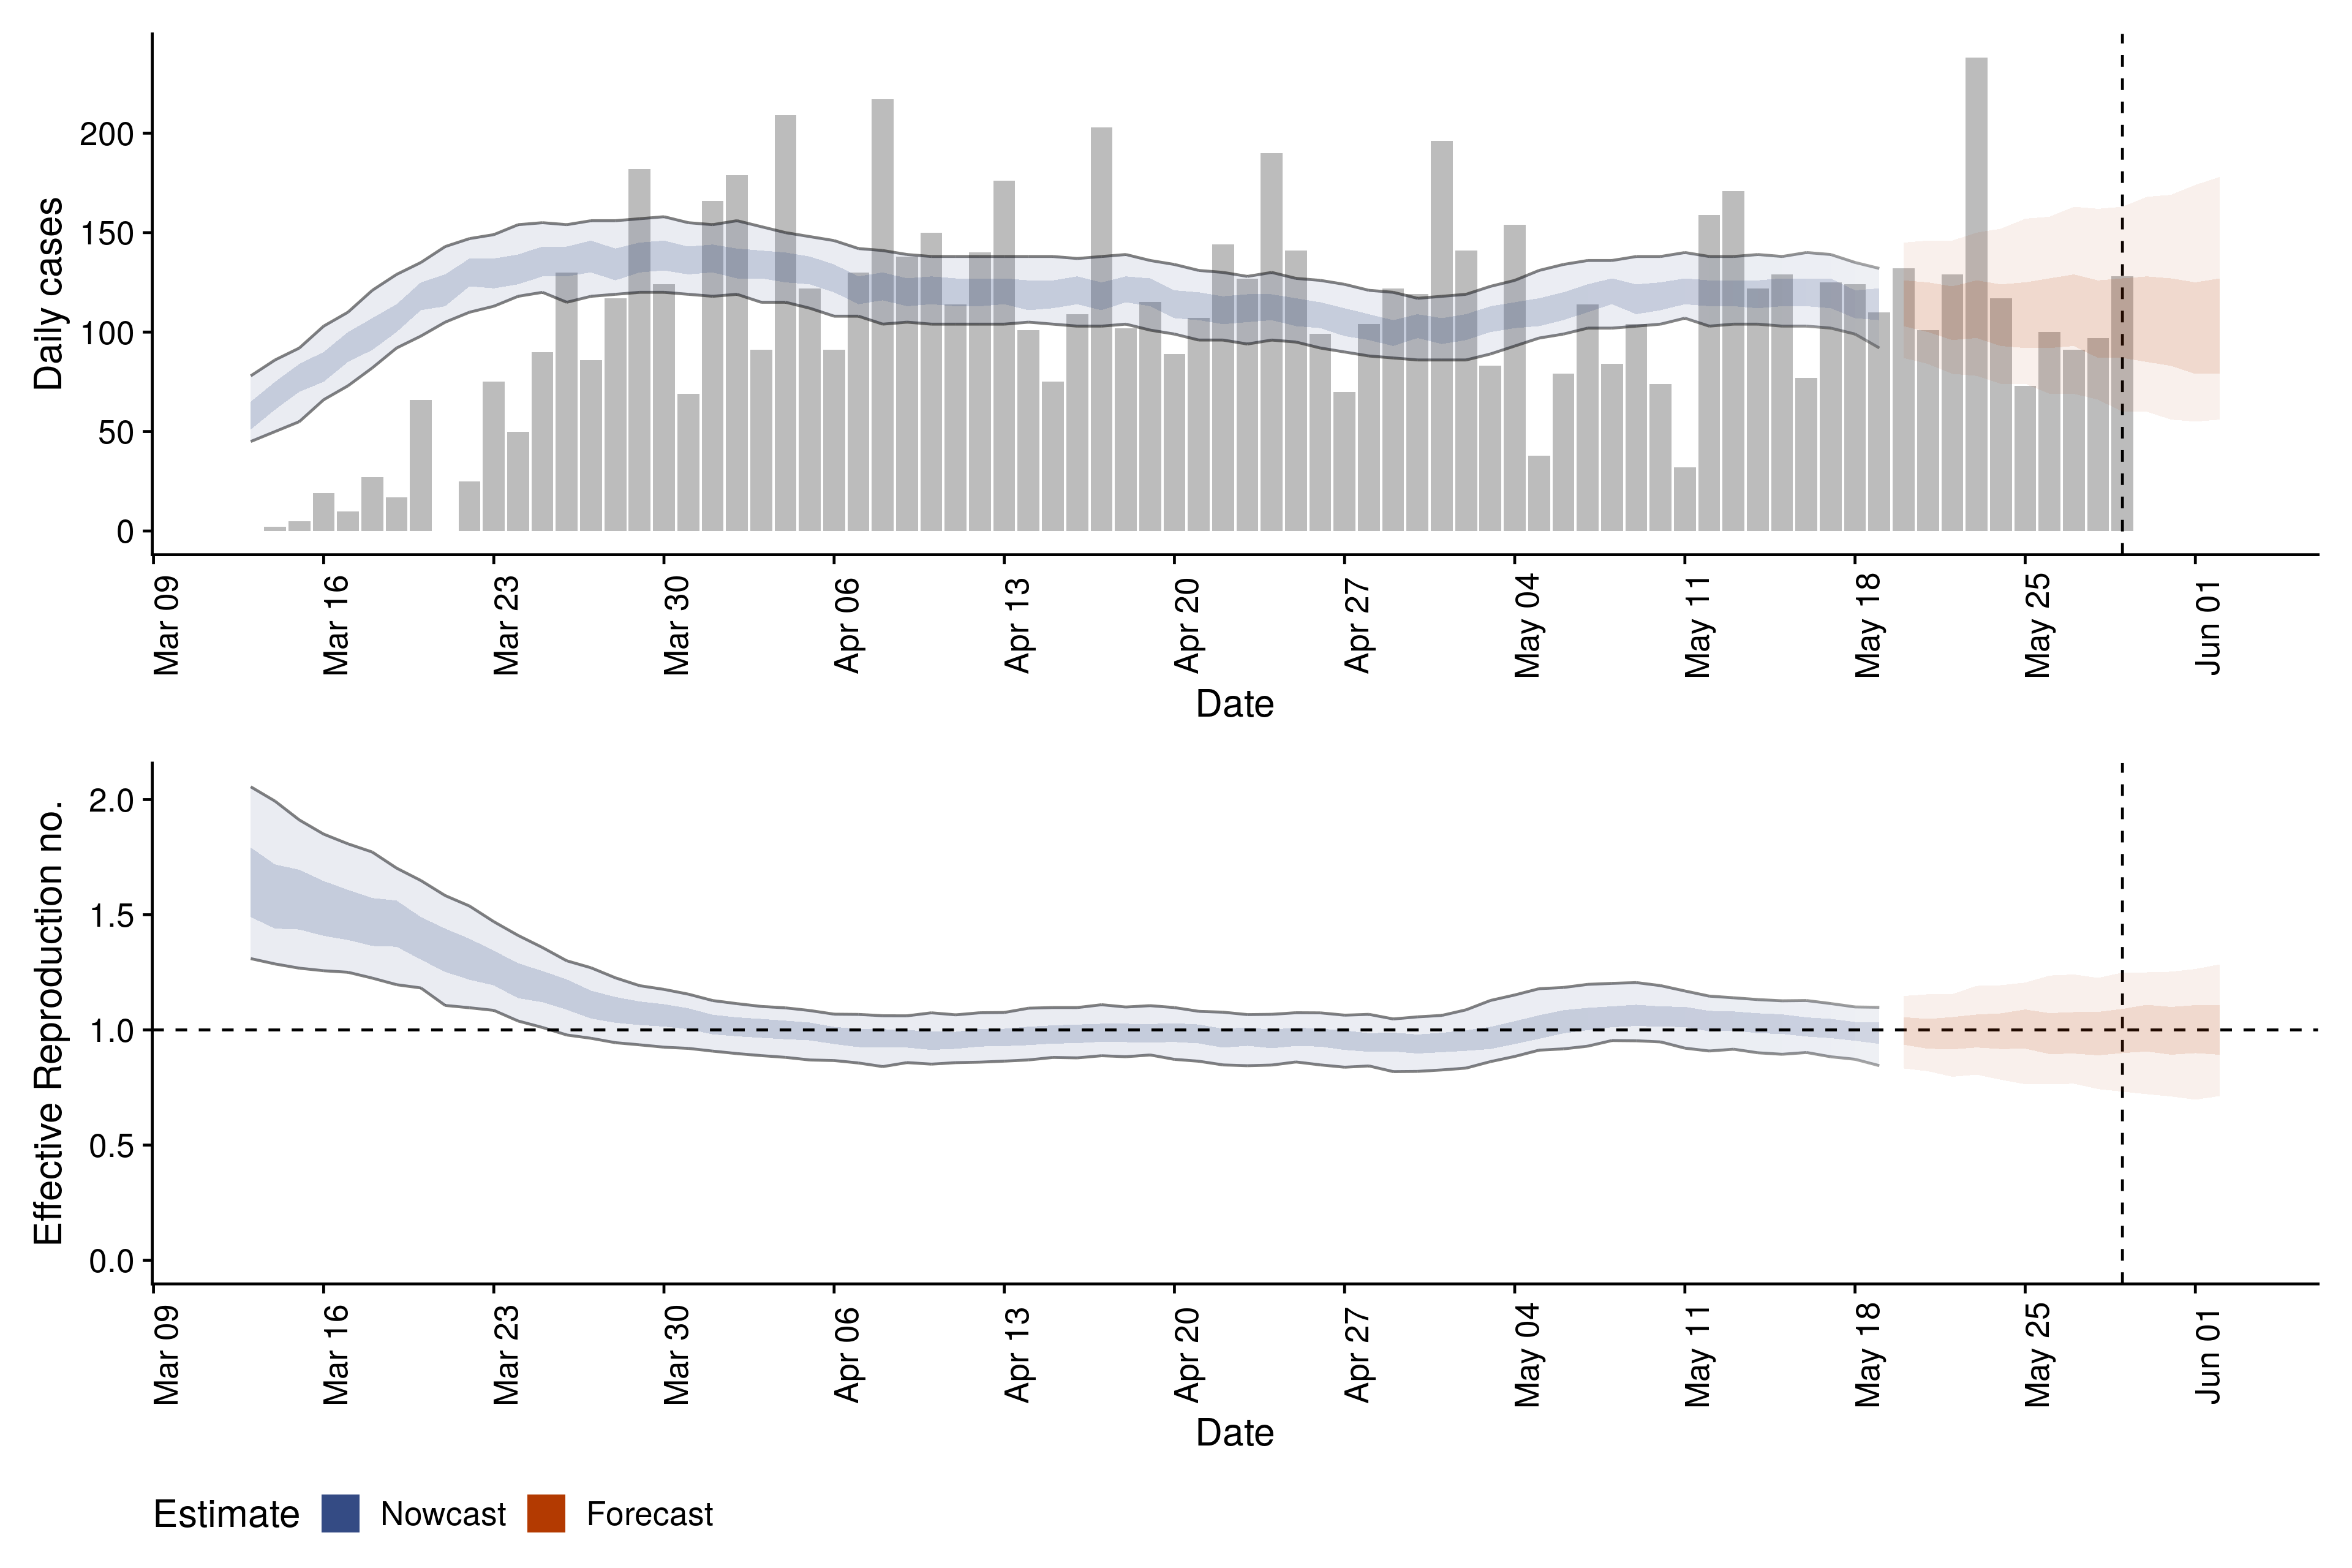 Daily cases
200
150
100
50
0
Mar 09 Mar 16 Mar 23 Mar 30 Apr 06 Apr 13 Apr 20 Apr 27 May 04 May 11 May 18 May 25 Jun 01
Date
Effective Reproduction no.
2.0
1.5
1.0
0.5
0.0
Mar 09 Mar 16 Mar 23 Mar 30 Apr 06 Apr 13 Apr 20 Apr 27 May 04 May 11 May 18 May 25 Jun 01
Date
Estimate Nowcast Forecast